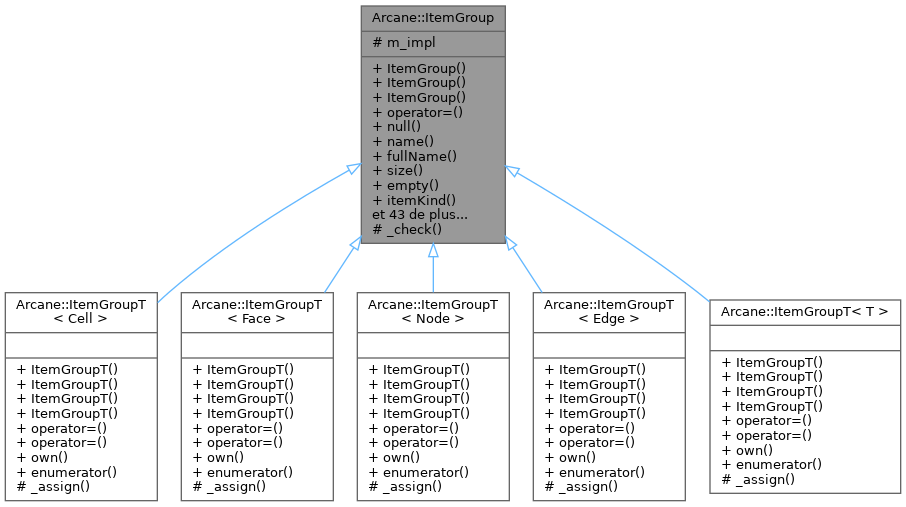 Arcane::ItemGroup
# m_impl
+ ItemGroup()
+ ItemGroup()
+ ItemGroup()
+ operator=()
+ null()
+ name()
+ fullName()
+ size()
+ empty()
+ itemKind()
et 43 de plus...
# _check()
Arcane::ItemGroupT
< Cell >
+ ItemGroupT()
+ ItemGroupT()
+ ItemGroupT()
+ ItemGroupT()
+ operator=()
+ operator=()
+ own()
+ enumerator()
# _assign()
Arcane::ItemGroupT
< Face >
+ ItemGroupT()
+ ItemGroupT()
+ ItemGroupT()
+ ItemGroupT()
+ operator=()
+ operator=()
+ own()
+ enumerator()
# _assign()
Arcane::ItemGroupT
< Node >
+ ItemGroupT()
+ ItemGroupT()
+ ItemGroupT()
+ ItemGroupT()
+ operator=()
+ operator=()
+ own()
+ enumerator()
# _assign()
Arcane::ItemGroupT
< Edge >
+ ItemGroupT()
+ ItemGroupT()
+ ItemGroupT()
+ ItemGroupT()
+ operator=()
+ operator=()
+ own()
+ enumerator()
# _assign()
Arcane::ItemGroupT< T >
+ ItemGroupT()
+ ItemGroupT()
+ ItemGroupT()
+ ItemGroupT()
+ operator=()
+ operator=()
+ own()
+ enumerator()
# _assign()